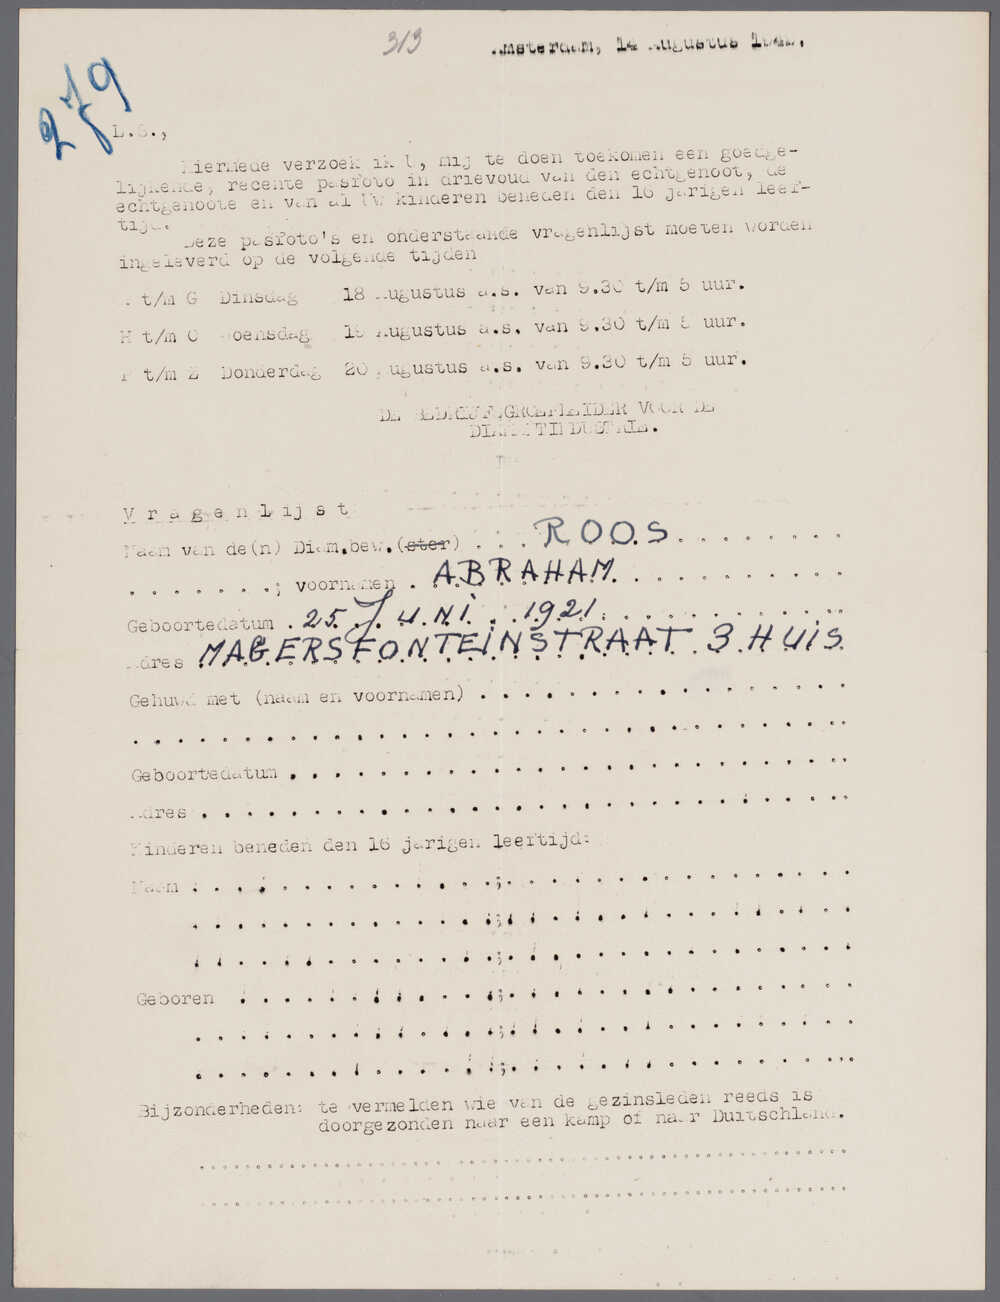 313
Amsterdam, 14 Augustus 1942.
279
L.S.,
Hiermede verzoek ik U, mij te doen toekomen een goedge-
lijkende, recente pasfoto in drievoud van den echtgenoot, de
echtgenoote en van al Uw kinderen beneden den 16 jarigen leef-
tijd.
Deze pasfoto's en onderstaande vragenlijst moeten worden
ingeleverd op de volgende tijden
A t/m G Dinsdag 18 Augustus a.s. van 9.30 t/m 5 uur.
H t/m O Woensdag 19 Augustus a.s. van 9.30 t/m 5 uur.
P t/m Z Donderdag 20 Augustus a.s. van 9.30 t/m 5 uur.
DE BEDRIJFSGROEPLEIDER VOOR DE
DIAMANTINDUSTRIE.
V r a g e n l i j s t
Naam van de(n) Diam.bew.(ster) . . . ROOS . . . . . . . . .
. . . . . . . ; voornamen . ABRAHAM. . . . . . . . . . .
Geboortedatum . 25 Juni . 1921 . . . . . . . . . . .
Adres MAGERSFONTEINSTRAAT 3 HUIS
Gehuwd met (naam en voornamen) . . . . . . . . . . . . . . . . .
. . . . . . . . . . . . . . . . . . . . . . . . . . . . . . . .
Geboortedatum . . . . . . . . . . . . . . . . . . . . . . . . .
Adres . . . . . . . . . . . . . . . . . . . . . . . . . . . . .
Kinderen beneden den 16 jarigen leeftijd:
Naam . . . . . . . . . . . . . ; . . . . . . . . . . . . . . .
. . . . . . . . . . . . . ; . . . . . . . . . . . . . . .
. . . . . . . . . . . . . ; . . . . . . . . . . . . . . .
Geboren . . . . . . . . . . . ; . . . . . . . . . . . . . . .
. . . . . . . . . . . . . ; . . . . . . . . . . . . . . .
. . . . . . . . . . . . . ; . . . . . . . . . . . . . . .
Bijzonderheden: te vermelden wie van de gezinsleden reeds is
doorgezonden naar een kamp of naar Duitschland.
. . . . . . . . . . . . . . . . . . . . . . . . . . . . . .
. . . . . . . . . . . . . . . . . . . . . . . . . . . . . .